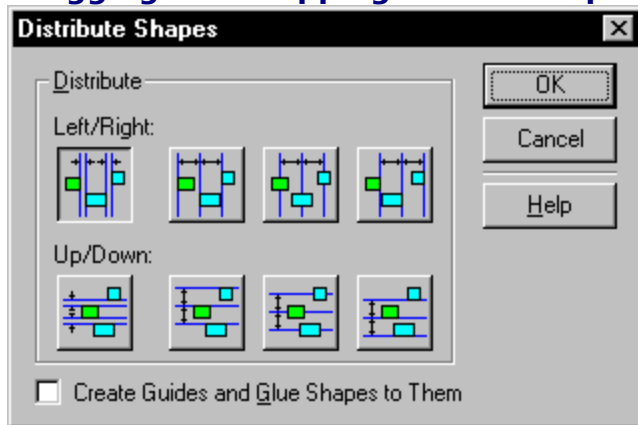 Distribute Shapes
Distribute
OK
Left/Right:
Cancel
Help
Up/Down:
Create Guides and Glue Shapes to Them